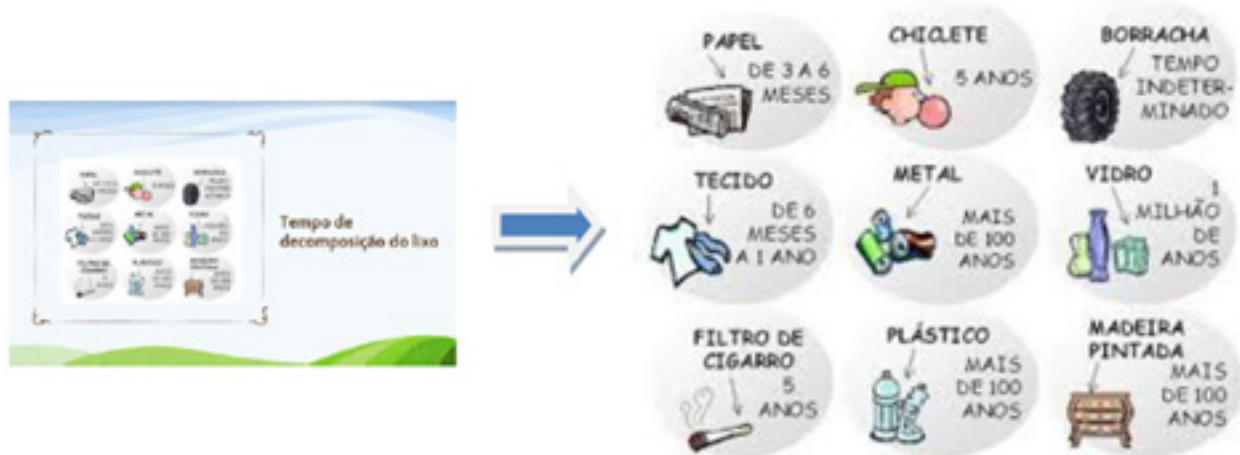 Tempo de
decomposição do lixo
PAPEL
DE 3 A 6
MESES
CHICLETE
5 ANOS
BORRACHA
TEMPO
INDETER-
MINADO
TECIDO
DE 6
MESES
A 1 ANO
METAL
MAIS
DE 100
ANOS
VIDRO
1
MILHÃO
DE
ANOS
FILTRO DE
CIGARRO
5
ANOS
PLÁSTICO
MAIS
DE 100
ANOS
MADEIRA
PINTADA
MAIS
DE 100
ANOS